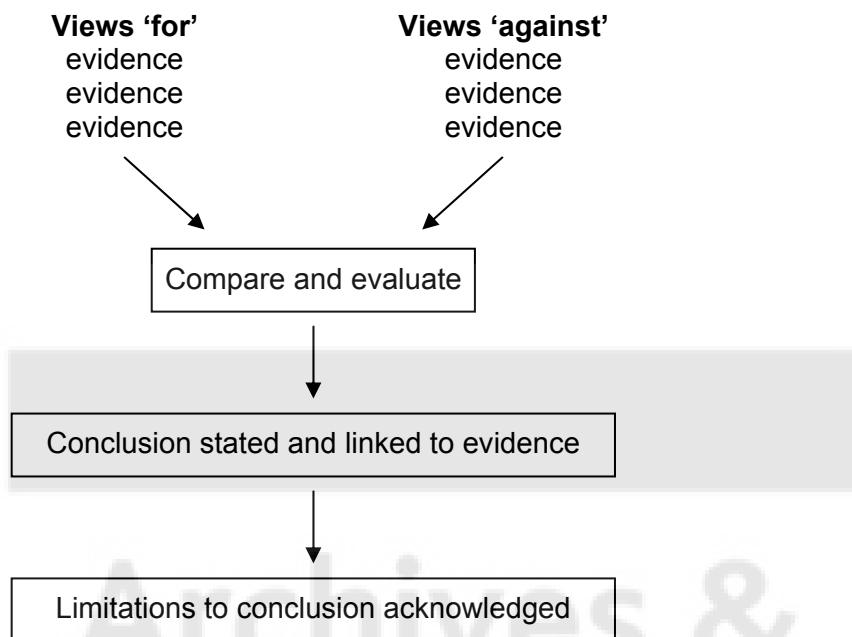 Views ‘for’
evidence
evidence
evidence
Views ‘against’
evidence
evidence
evidence
Compare and evaluate
Conclusion stated and linked to evidence
Limitations to conclusion acknowledged
Archives &